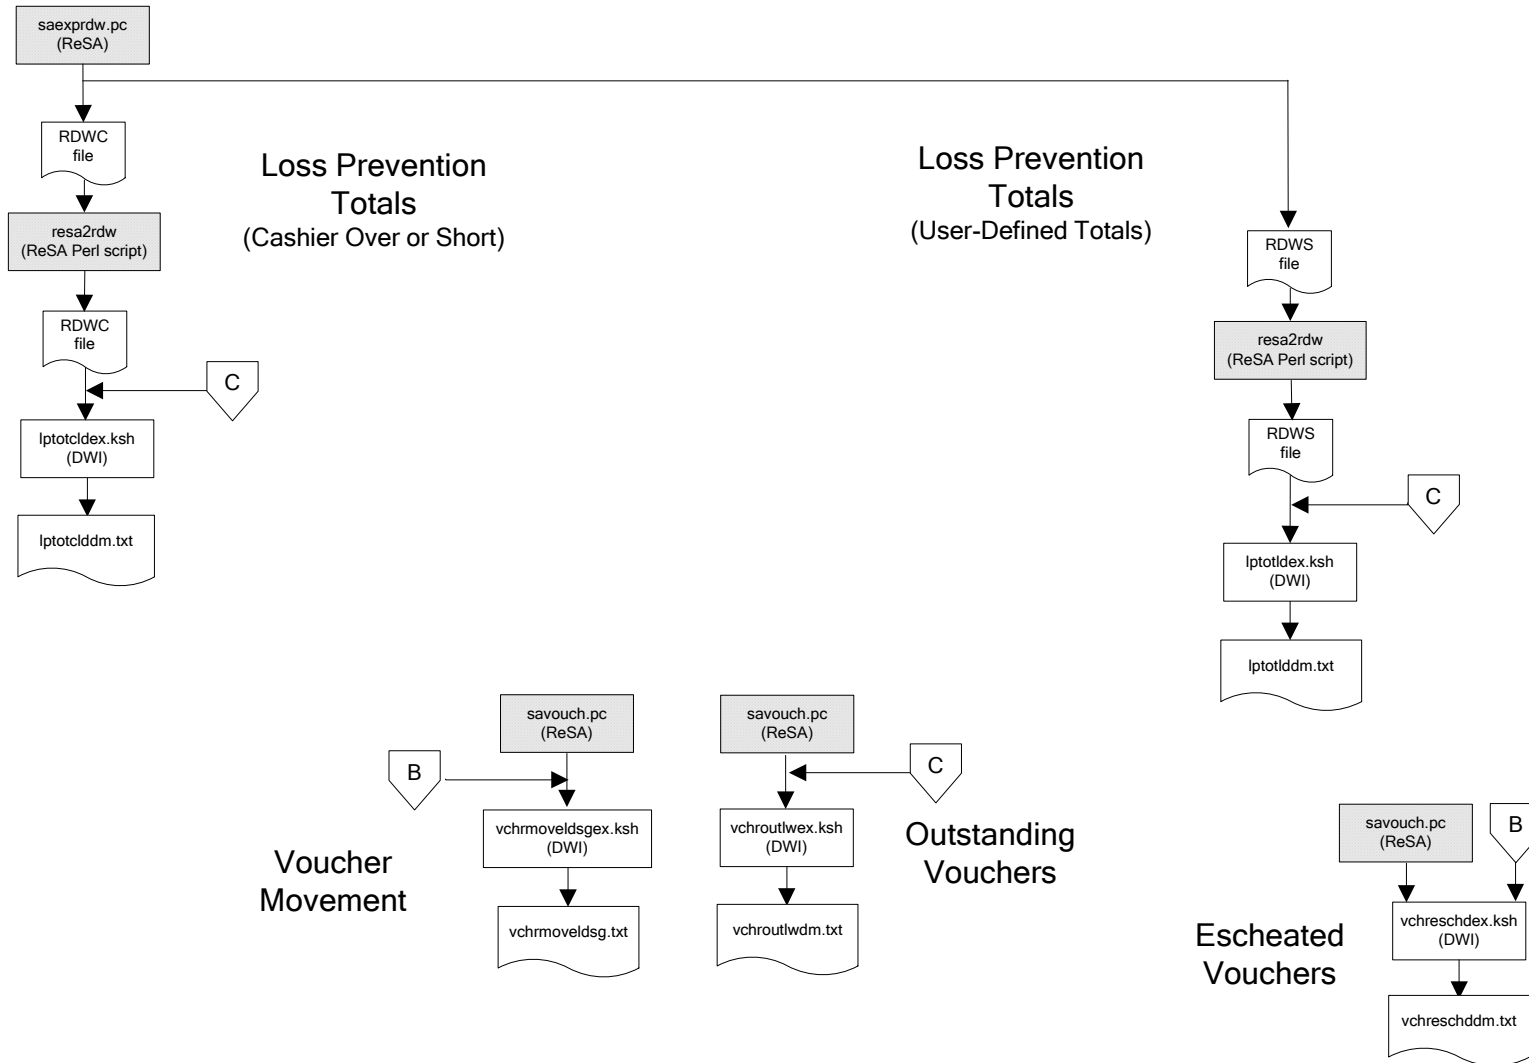 saexprdw.pc
(ReSA)
RDWC
file
resa2rdw
(ReSA Perl script)
RDWC
file
C
lptotcldex.ksh
(DWI)
lptotclddm.txt
Loss Prevention
Totals
(Cashier Over or Short)
Loss Prevention
Totals
(User-Defined Totals)
RDWS
file
resa2rdw
(ReSA Perl script)
RDWS
file
C
lptotldex.ksh
(DWI)
lptotlddm.txt
savouch.pc
(ReSA)
B
vchrmoveldsgex.ksh
(DWI)
vchrmoveldsg.txt
Voucher
Movement
savouch.pc
(ReSA)
C
vchroutlwex.ksh
(DWI)
vchroutlwdm.txt
Outstanding
Vouchers
savouch.pc
(ReSA)
B
vchreschdex.ksh
(DWI)
vchreschddm.txt
Escheated
Vouchers